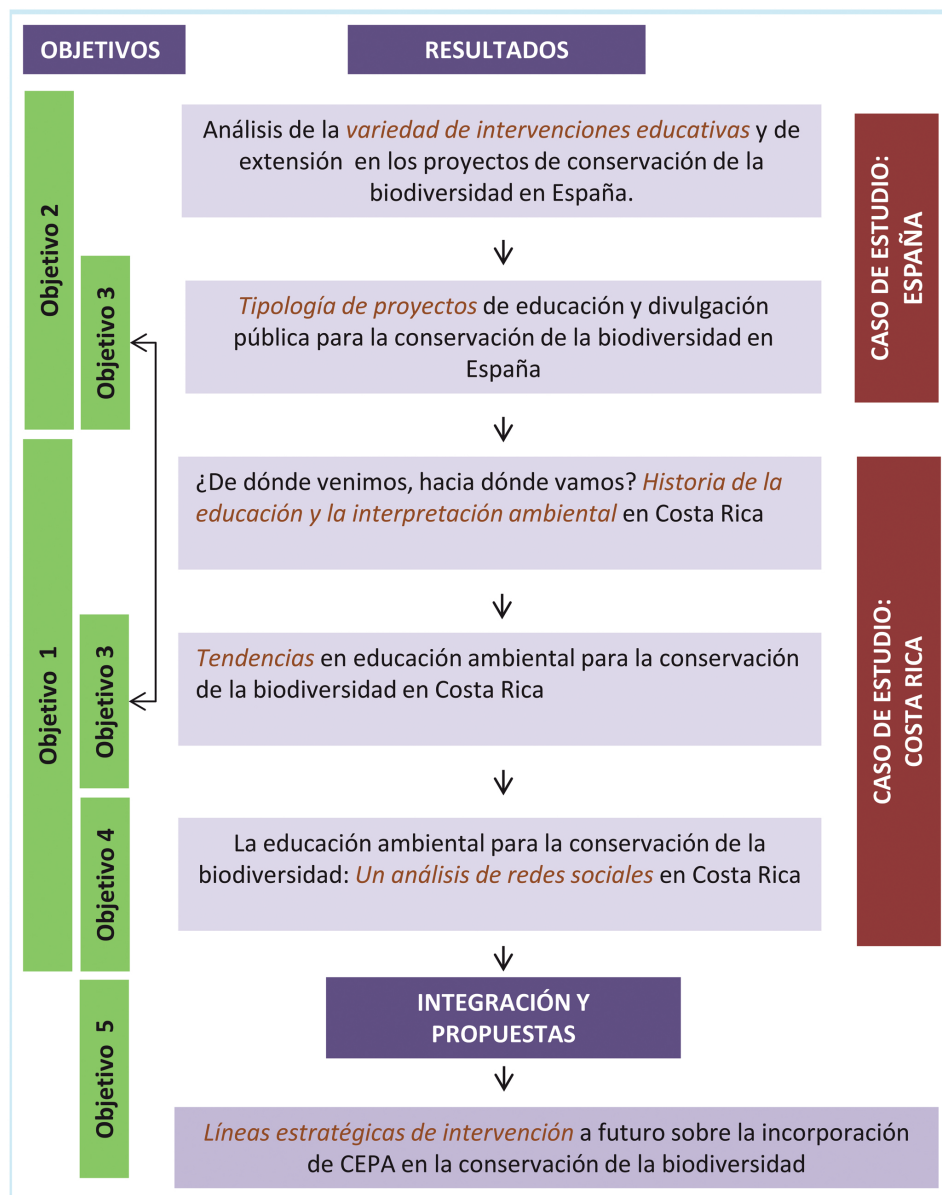 OBJETIVOS
RESULTADOS
Objetivo 2
Objetivo 3
Análisis de la variedad de intervenciones educativas y de
extensión en los proyectos de conservación de la
biodiversidad en España.
CASO DE ESTUDIO:
ESPAÑA
Tipología de proyectos de educación y divulgación
pública para la conservación de la biodiversidad en
España
Objetivo 1
¿De dónde venimos, hacia dónde vamos? Historia de la
educación y la interpretación ambiental en Costa Rica
CASO DE ESTUDIO:
COSTA RICA
Objetivo 3
Tendencias en educación ambiental para la conservación
de la biodiversidad en Costa Rica
Objetivo 4
La educación ambiental para la conservación de la
biodiversidad: Un análisis de redes sociales en Costa Rica
Objetivo 5
INTEGRACIÓN Y
PROPUESTAS
Líneas estratégicas de intervención a futuro sobre la incorporación
de CEPA en la conservación de la biodiversidad